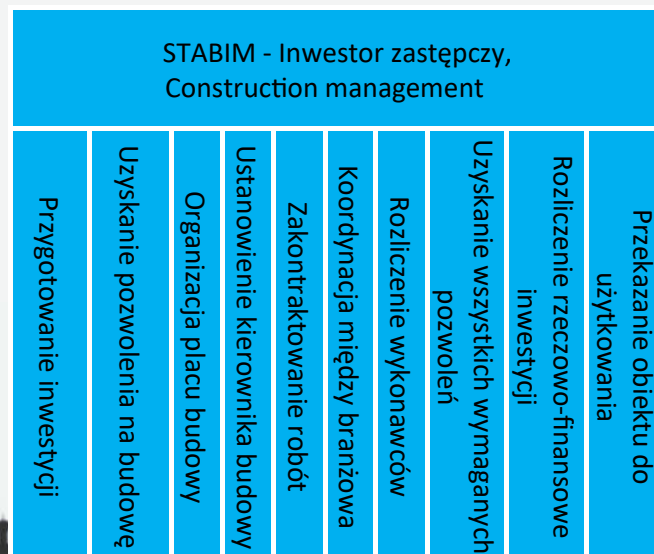 STABIM - Inwestor zastępczy,
Construction management
Przygotowanie inwestycji
Uzyskanie pozwolenia na budowę
Organizacja placu budowy
Ustanowienie kierownika budowy
Zakontraktowanie robót
Koordynacja między branżowa
Rozliczenie wykonawców
Uzyskanie wszystkich wymaganych
pozwoleń
Rozliczenie rzeczowo-finansowe
inwestycji
Przekazanie obiektu do
użytkowania